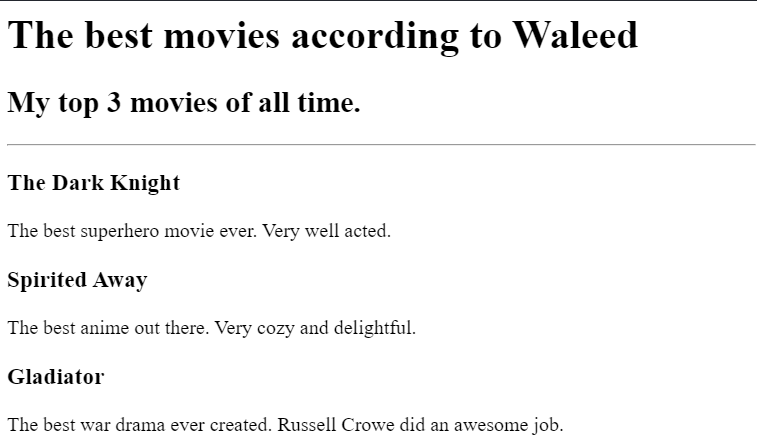 The best movies according to Waleed
My top 3 movies of all time.
The Dark Knight
The best superhero movie ever. Very well acted.
Spirited Away
The best anime out there. Very cozy and delightful.
Gladiator
The best war drama ever created. Russell Crowe did an awesome job.